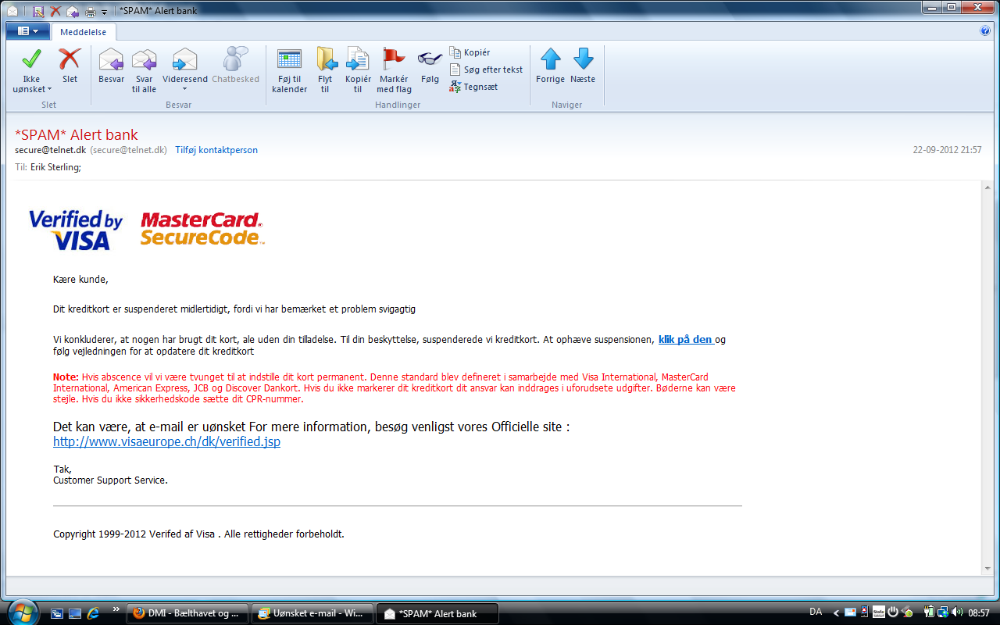 *SPAM* Alert bank
Meddelelse
Ikke uønsket
Slet
Besvar
Svar til alle
Videresend
Chatbesked
Føj til kalender
Flyt til
Kopiér til
Markér med flag
Følg
Kopiér
Søg efter tekst
Tegnsæt
Forrige
Næste
Slet
Besvar
Handlinger
Naviger
*SPAM* Alert bank
secure@telnet.dk (secure@telnet.dk) Tilføj kontaktperson
22-09-2012 21:57
Til: Erik Sterling;
Verified by VISA
MasterCard. SecureCode™
Kære kunde,
Dit kreditkort er suspenderet midlertidigt, fordi vi har bemærket et problem svigagtig
Vi konkluderer, at nogen har brugt dit kort, ale uden din tilladelse. Til din beskyttelse, suspenderede vi kreditkort. At ophæve suspensionen, klik på den og
følg vejledningen for at opdatere dit kreditkort
Note: Hvis abscence vil vi være tvunget til at indstille dit kort permanent. Denne standard blev defineret i samarbejde med Visa International, MasterCard
International, American Express, JCB og Discover Dankort. Hvis du ikke markerer dit kreditkort dit ansvar kan inddrages i uforudsete udgifter. Bøderne kan være
stejle. Hvis du ikke sikkerhedskode sætte dit CPR-nummer.
Det kan være, at e-mail er uønsket For mere information, besøg venligst vores Officielle site :
http://www.visaeurope.ch/dk/verified.jsp
Tak,
Customer Support Service.
Copyright 1999-2012 Verifed af Visa . Alle rettigheder forbeholdt.
DMI - Bælthavet og ...
Uønsket e-mail - Wi...
*SPAM* Alert bank
DA
08:57